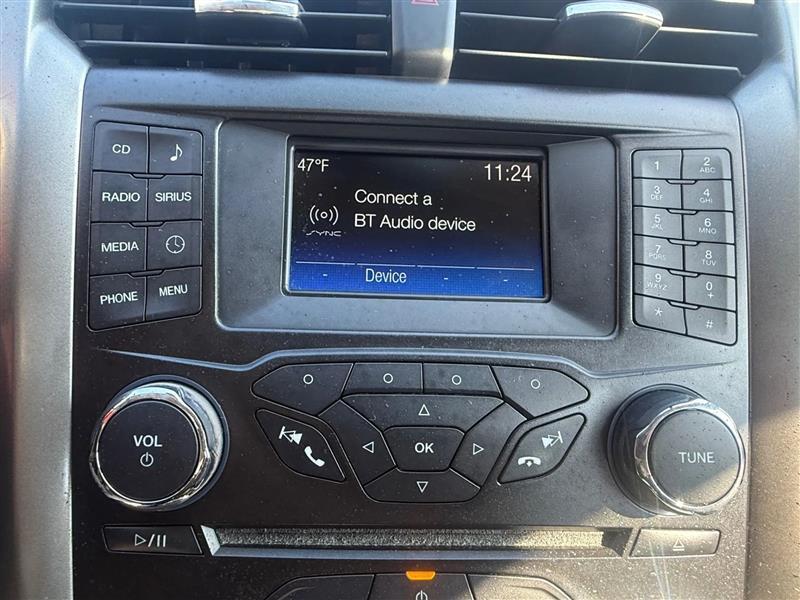 47°F
11:24
Connect a
BT Audio device
SYNC
- Device - -
CD
RADIO SIRIUS
MEDIA
PHONE MENU
1 2 ABC
3 DEF 4 GHI
5 JKL 6 MNO
7 PQRS 8 TUV
9 WXYZ 0 +
* #
VOL
OK
TUNE